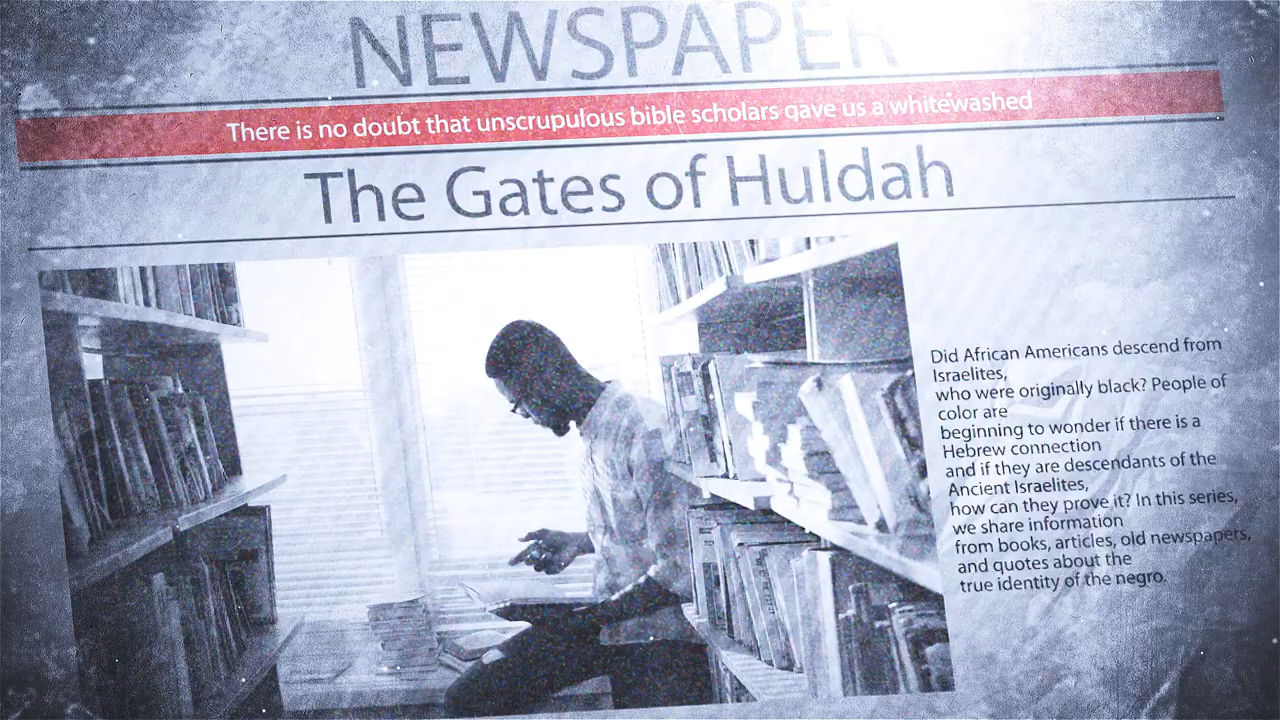 NEWSPAPER
There is no doubt that unscrupulous bible scholars gave us a whitewashed
The Gates of Huldah
Did African Americans descend from
Israelites,
who were originally black? People of
color are
beginning to wonder if there is a
Hebrew connection
and if they are descendants of the
Ancient Israelites,
how can they prove it? In this series,
we share information
from books, articles, old newspapers,
and quotes about the
true identity of the negro.